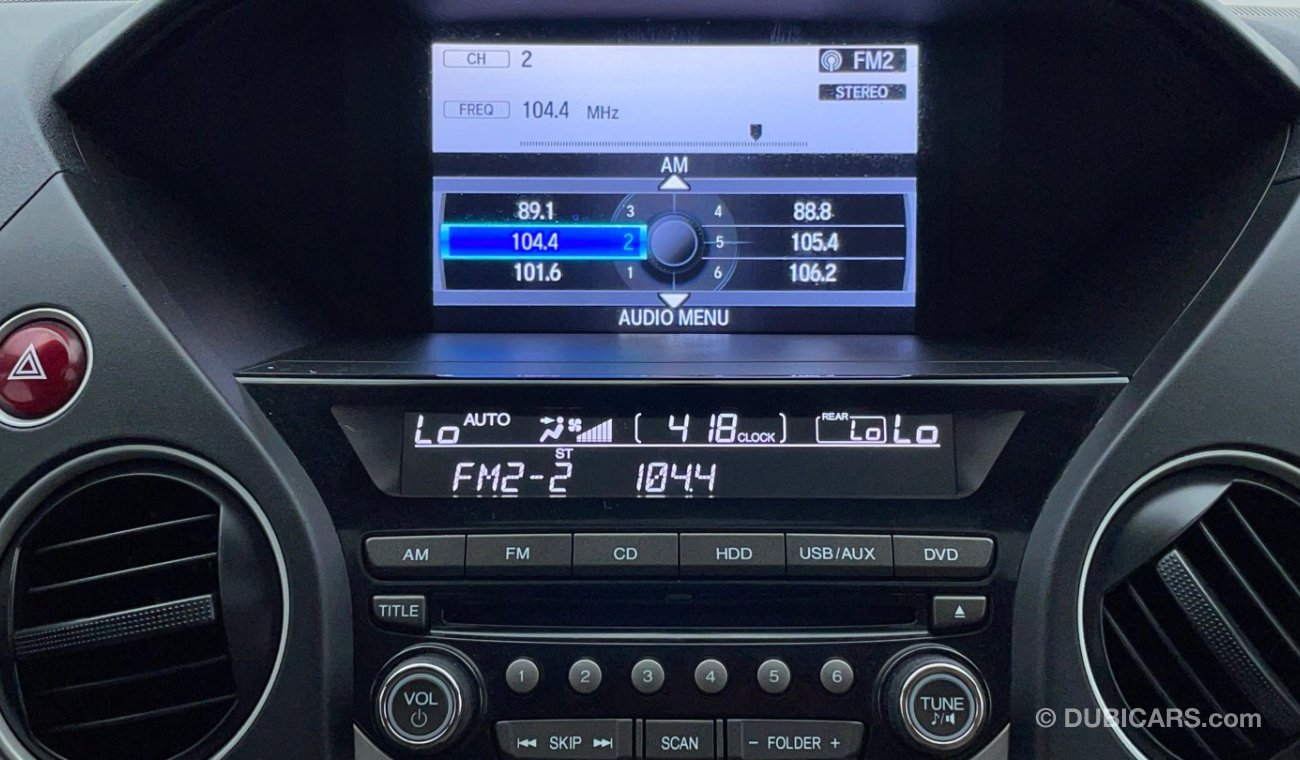 CH 2 FM2
STEREO
FREQ 104.4 MHz
AM
89.1 3 4 88.8
104.4 2 5 105.4
101.6 1 6 106.2
AUDIO MENU
Lo AUTO 4 18 CLOCK REAR Lo Lo
ST
FM2-2 104.4
AM FM CD HDD USB/AUX DVD
TITLE
1 2 3 4 5 6
VOL TUNE
SKIP SCAN − FOLDER +
© DUBICARS.com